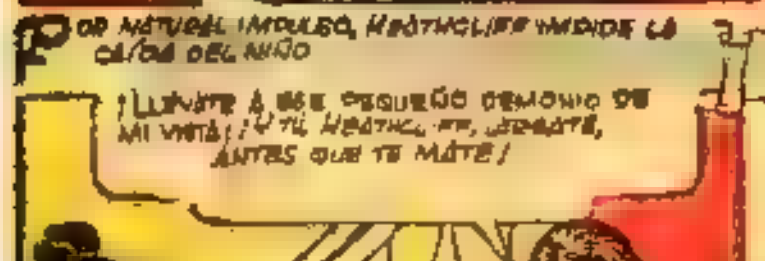 POR NATURAL IMPULSO, HEATHCLIFF IMPIDE LA
CAÍDA DEL NIÑO
¡LLÉVATE A ESE PEQUEÑO DEMONIO DE
MI VISTA! ¡Y TÚ HEATHCLIFF,
ANTES QUE TE MATE!